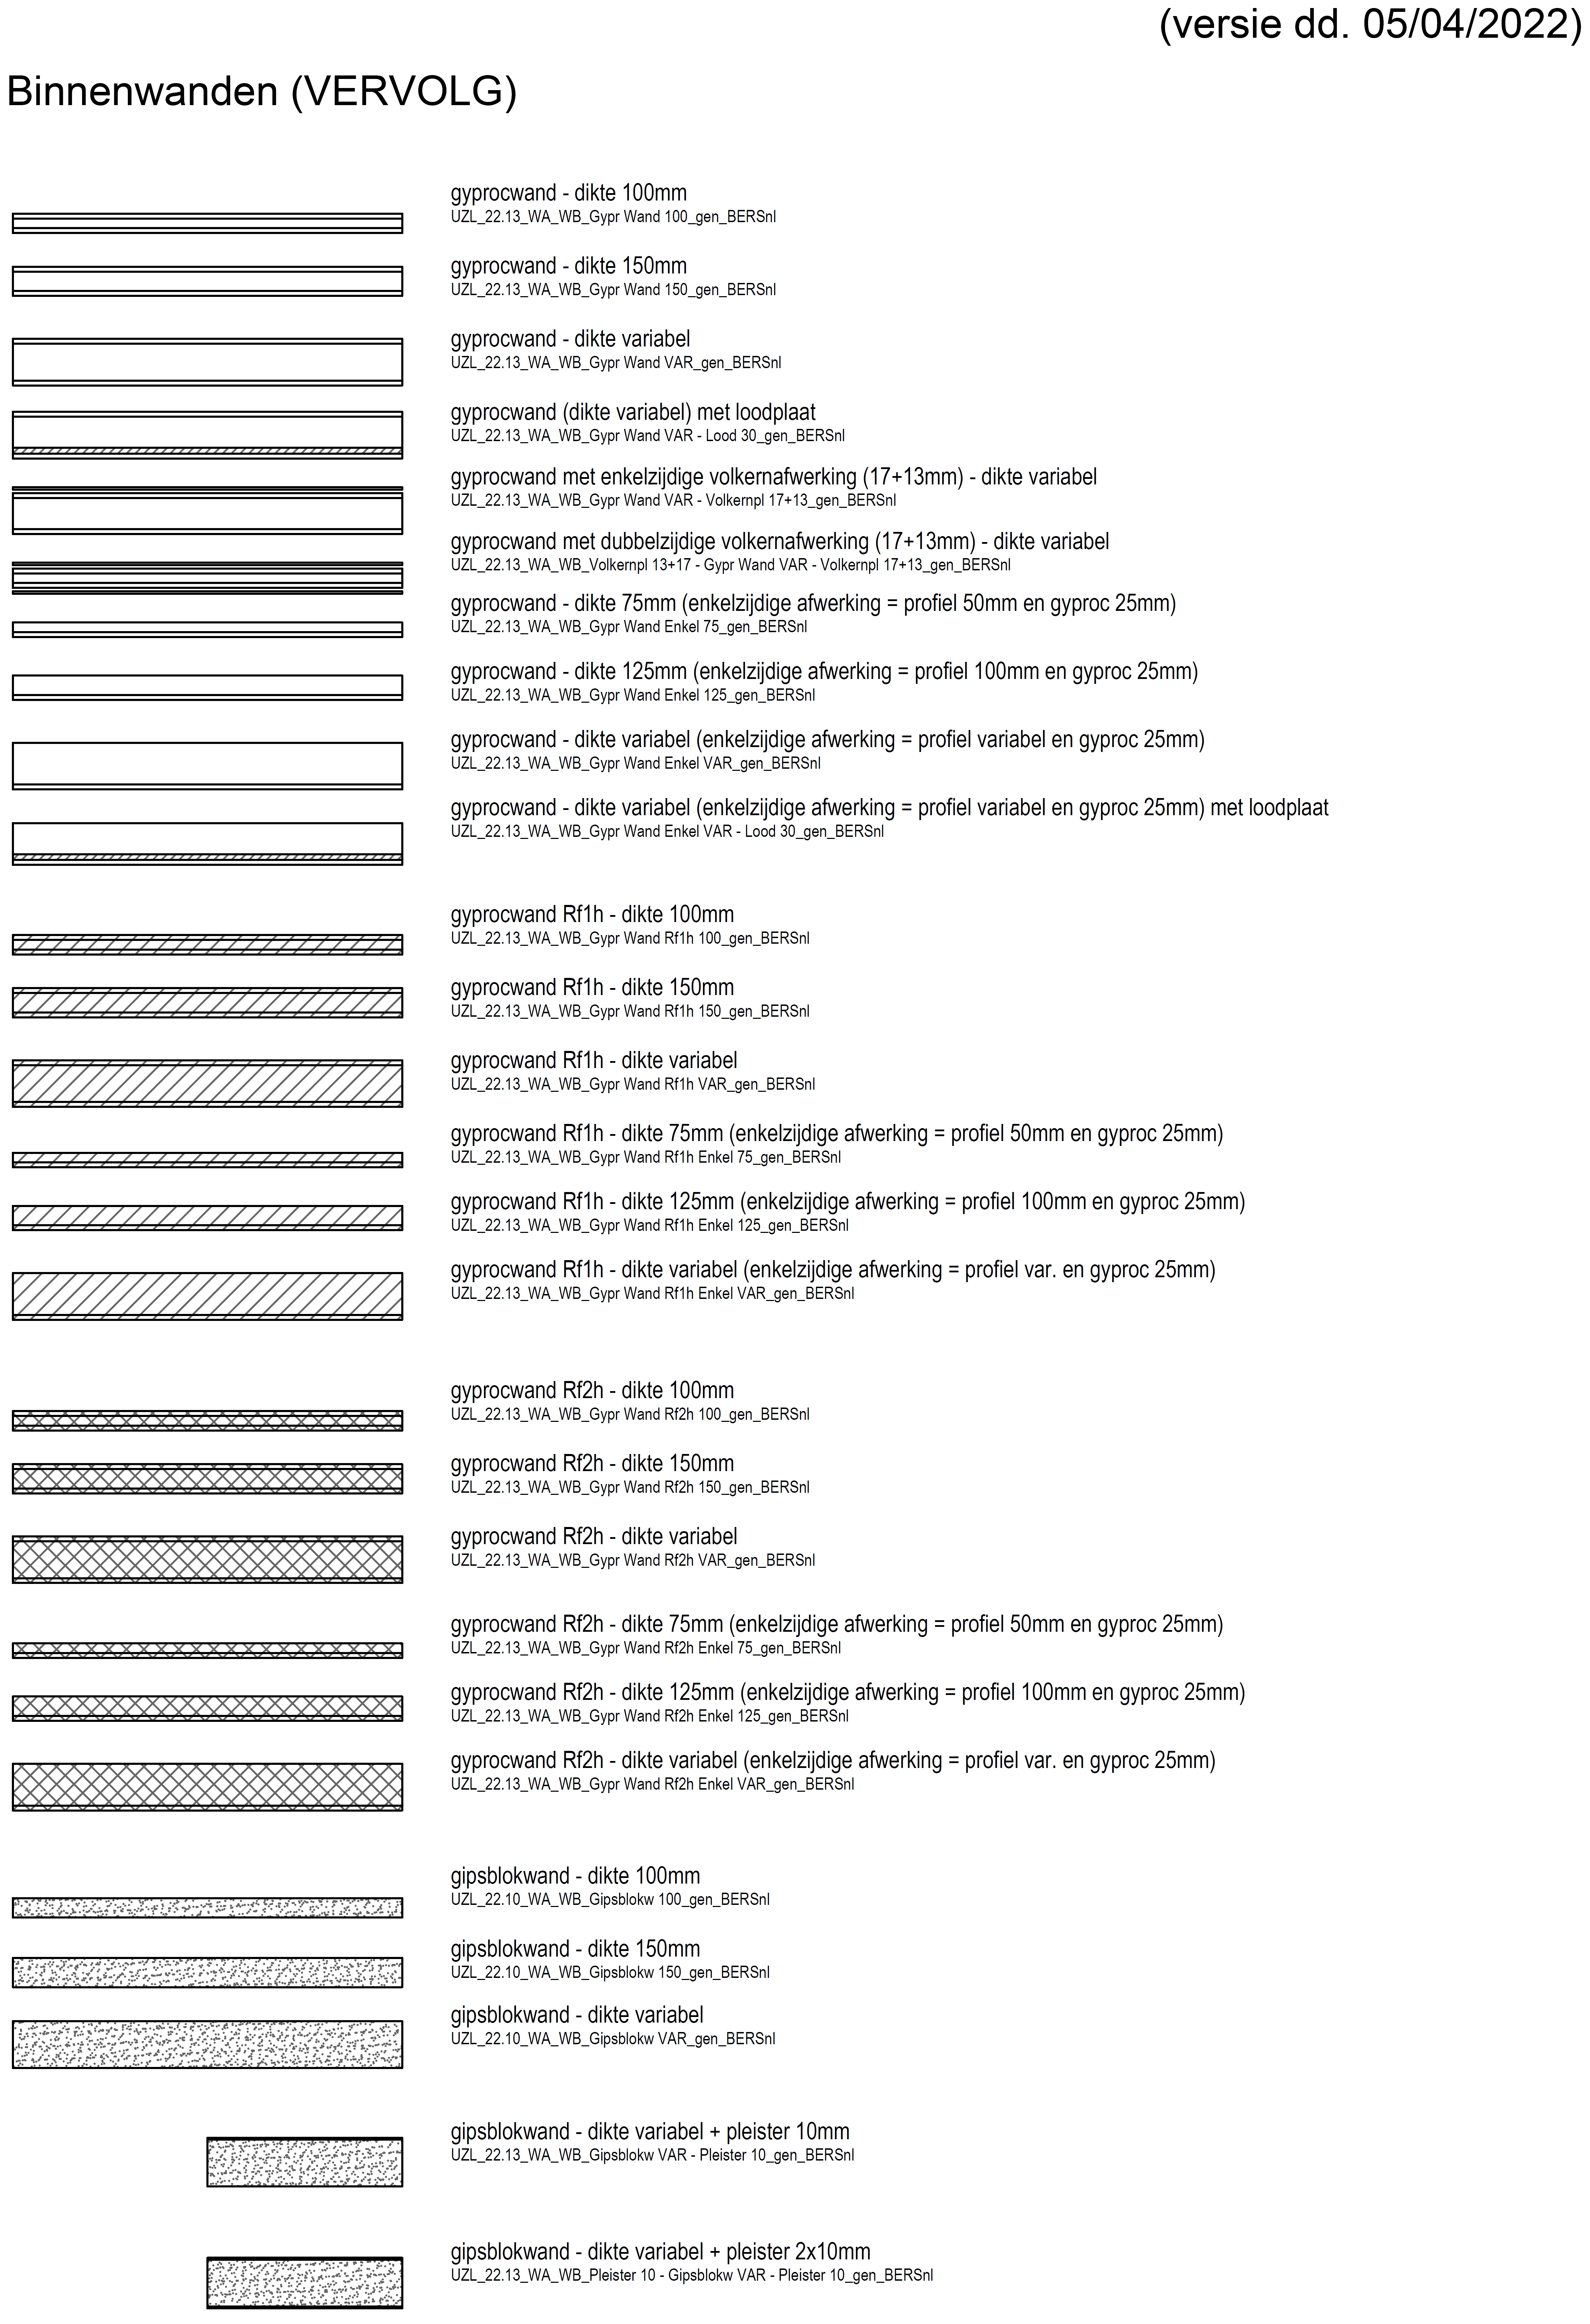 (versie dd. 05/04/2022)
Binnenwanden (VERVOLG)
gyprocwand - dikte 100mm
UZL_22.13_WA_WB_Gypr Wand 100_gen_BERSnl
gyprocwand - dikte 150mm
UZL_22.13_WA_WB_Gypr Wand 150_gen_BERSnl
gyprocwand - dikte variabel
UZL_22.13_WA_WB_Gypr Wand VAR_gen_BERSnl
gyprocwand (dikte variabel) met loodplaat
UZL_22.13_WA_WB_Gypr Wand VAR - Lood 30_gen_BERSnl
gyprocwand met enkelzijdige volkernafwerking (17+13mm) - dikte variabel
UZL_22.13_WA_WB_Gypr Wand VAR - Volkernpl 17+13_gen_BERSnl
gyprocwand met dubbelzijdige volkernafwerking (17+13mm) - dikte variabel
UZL_22.13_WA_WB_Volkernpl 13+17 - Gypr Wand VAR - Volkernpl 17+13_gen_BERSnl
gyprocwand - dikte 75mm (enkelzijdige afwerking = profiel 50mm en gyproc 25mm)
UZL_22.13_WA_WB_Gypr Wand Enkel 75_gen_BERSnl
gyprocwand - dikte 125mm (enkelzijdige afwerking = profiel 100mm en gyproc 25mm)
UZL_22.13_WA_WB_Gypr Wand Enkel 125_gen_BERSnl
gyprocwand - dikte variabel (enkelzijdige afwerking = profiel variabel en gyproc 25mm)
UZL_22.13_WA_WB_Gypr Wand Enkel VAR_gen_BERSnl
gyprocwand - dikte variabel (enkelzijdige afwerking = profiel variabel en gyproc 25mm) met loodplaat
UZL_22.13_WA_WB_Gypr Wand Enkel VAR - Lood 30_gen_BERSnl
gyprocwand Rf1h - dikte 100mm
UZL_22.13_WA_WB_Gypr Wand Rf1h 100_gen_BERSnl
gyprocwand Rf1h - dikte 150mm
UZL_22.13_WA_WB_Gypr Wand Rf1h 150_gen_BERSnl
gyprocwand Rf1h - dikte variabel
UZL_22.13_WA_WB_Gypr Wand Rf1h VAR_gen_BERSnl
gyprocwand Rf1h - dikte 75mm (enkelzijdige afwerking = profiel 50mm en gyproc 25mm)
UZL_22.13_WA_WB_Gypr Wand Rf1h Enkel 75_gen_BERSnl
gyprocwand Rf1h - dikte 125mm (enkelzijdige afwerking = profiel 100mm en gyproc 25mm)
UZL_22.13_WA_WB_Gypr Wand Rf1h Enkel 125_gen_BERSnl
gyprocwand Rf1h - dikte variabel (enkelzijdige afwerking = profiel var. en gyproc 25mm)
UZL_22.13_WA_WB_Gypr Wand Rf1h Enkel VAR_gen_BERSnl
gyprocwand Rf2h - dikte 100mm
UZL_22.13_WA_WB_Gypr Wand Rf2h 100_gen_BERSnl
gyprocwand Rf2h - dikte 150mm
UZL_22.13_WA_WB_Gypr Wand Rf2h 150_gen_BERSnl
gyprocwand Rf2h - dikte variabel
UZL_22.13_WA_WB_Gypr Wand Rf2h VAR_gen_BERSnl
gyprocwand Rf2h - dikte 75mm (enkelzijdige afwerking = profiel 50mm en gyproc 25mm)
UZL_22.13_WA_WB_Gypr Wand Rf2h Enkel 75_gen_BERSnl
gyprocwand Rf2h - dikte 125mm (enkelzijdige afwerking = profiel 100mm en gyproc 25mm)
UZL_22.13_WA_WB_Gypr Wand Rf2h Enkel 125_gen_BERSnl
gyprocwand Rf2h - dikte variabel (enkelzijdige afwerking = profiel var. en gyproc 25mm)
UZL_22.13_WA_WB_Gypr Wand Rf2h Enkel VAR_gen_BERSnl
gipsblokwand - dikte 100mm
UZL_22.10_WA_WB_Gipsblokw 100_gen_BERSnl
gipsblokwand - dikte 150mm
UZL_22.10_WA_WB_Gipsblokw 150_gen_BERSnl
gipsblokwand - dikte variabel
UZL_22.10_WA_WB_Gipsblokw VAR_gen_BERSnl
gipsblokwand - dikte variabel + pleister 10mm
UZL_22.13_WA_WB_Gipsblokw VAR - Pleister 10_gen_BERSnl
gipsblokwand - dikte variabel + pleister 2x10mm
UZL_22.13_WA_WB_Pleister 10 - Gipsblokw VAR - Pleister 10_gen_BERSnl